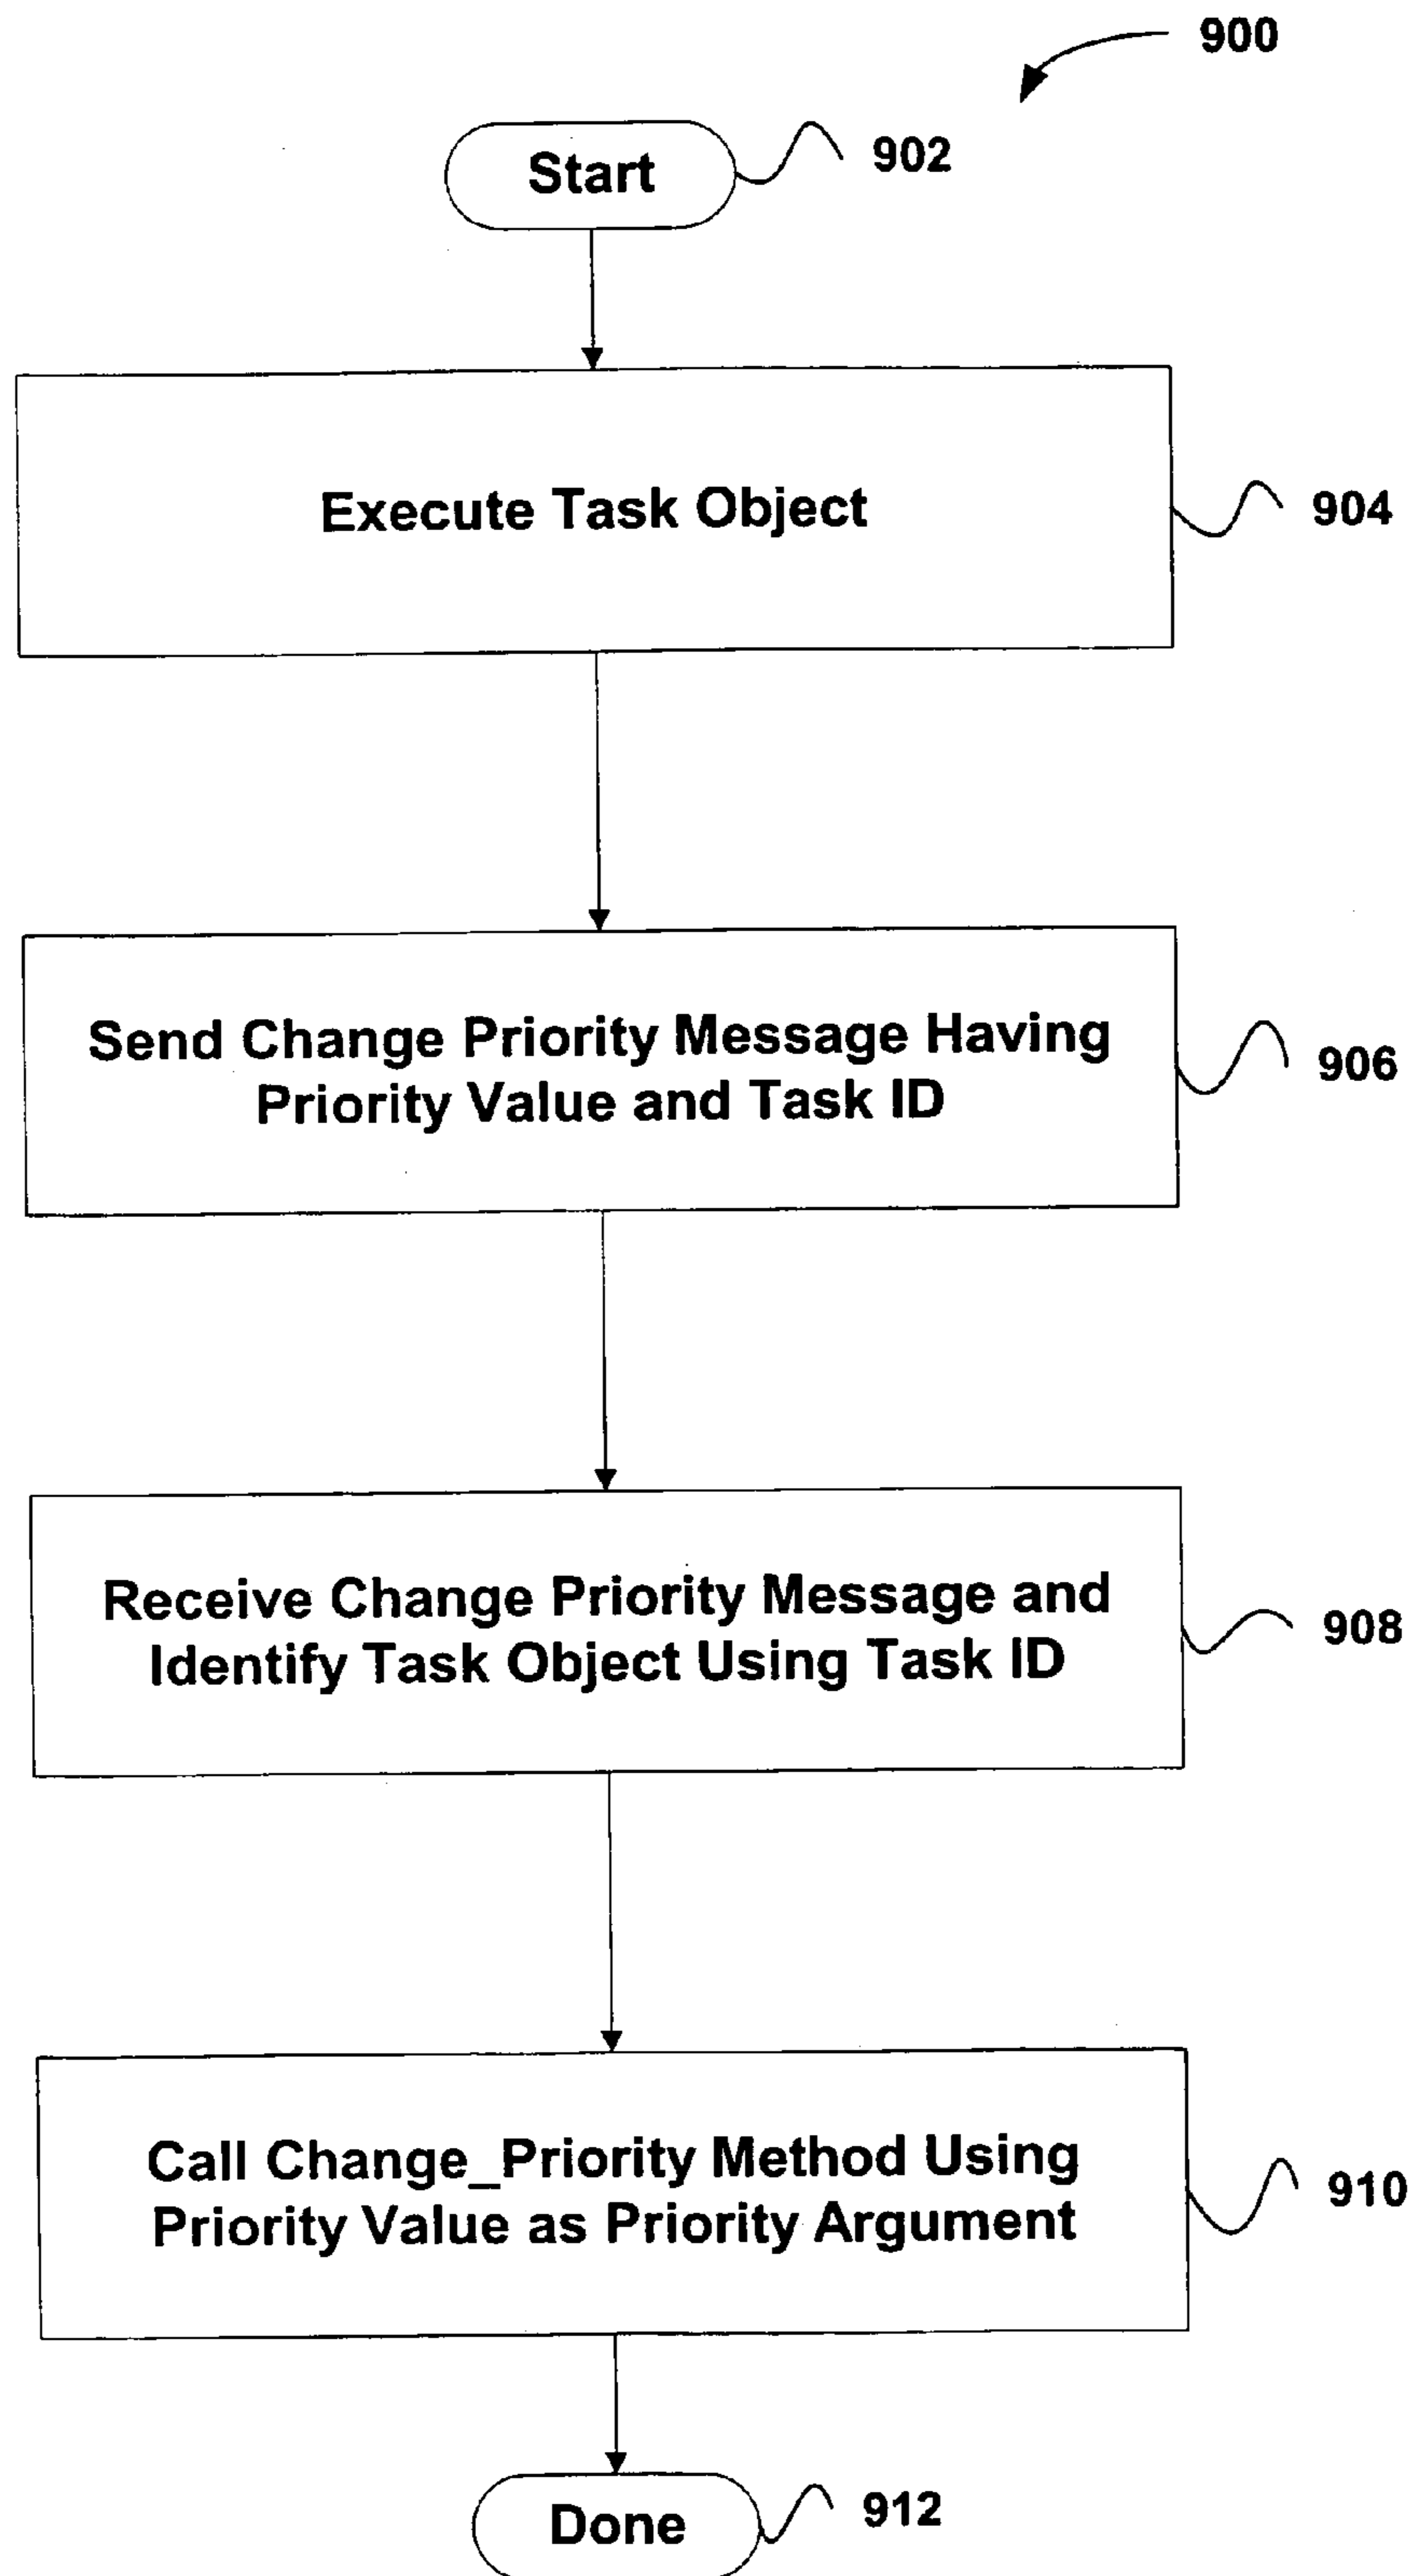 900
Start
902
Execute Task Object
904
Send Change Priority Message Having
Priority Value and Task ID
906
Receive Change Priority Message and
Identify Task Object Using Task ID
908
Call Change_Priority Method Using
Priority Value as Priority Argument
910
Done
912